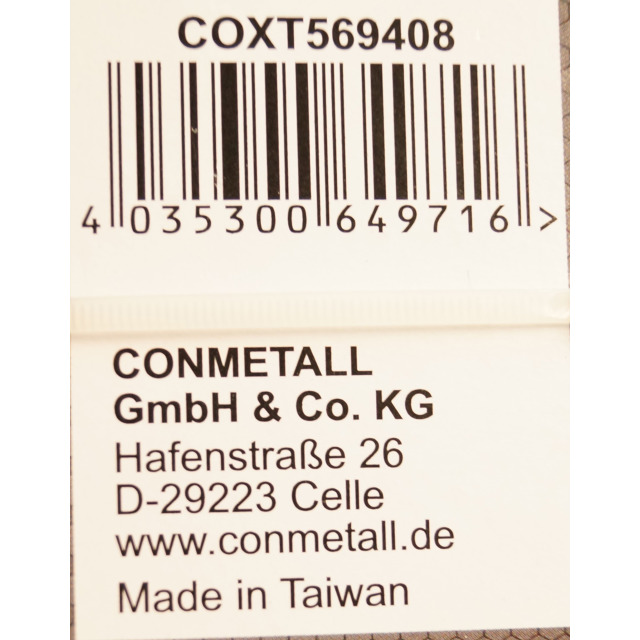 COXT569408
4 035300 649716 >
CONMETALL
GmbH & Co. KG
Hafenstraße 26
D-29223 Celle
www.conmetall.de
Made in Taiwan